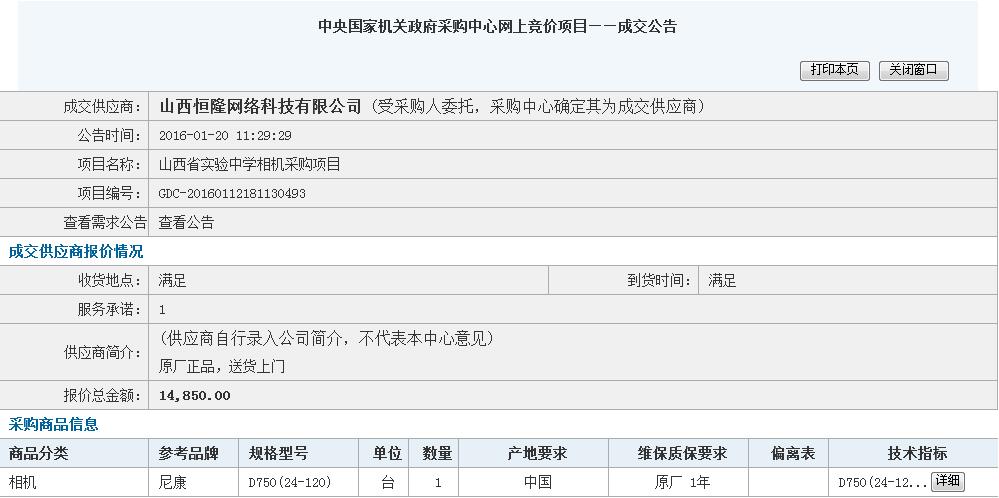 中央国家机关政府采购中心网上竞价项目——成交公告
打印本页 关闭窗口
成交供应商: 山西恒隆网络科技有限公司 (受采购人委托，采购中心确定其为成交供应商)
公告时间: 2016-01-20 11:29:29
项目名称: 山西省实验中学相机采购项目
项目编号: GDC-20160112181130493
查看需求公告 查看公告
成交供应商报价情况
收货地点: 满足 到货时间: 满足
服务承诺: 1
供应商简介: (供应商自行录入公司简介，不代表本中心意见)
原厂正品，送货上门
报价总金额: 14,850.00
采购商品信息
商品分类 参考品牌 规格型号 单位 数量 产地要求 维保质保要求 偏离表 技术指标
相机 尼康 D750(24-120) 台 1 中国 原厂 1年 D750(24-12... 详细